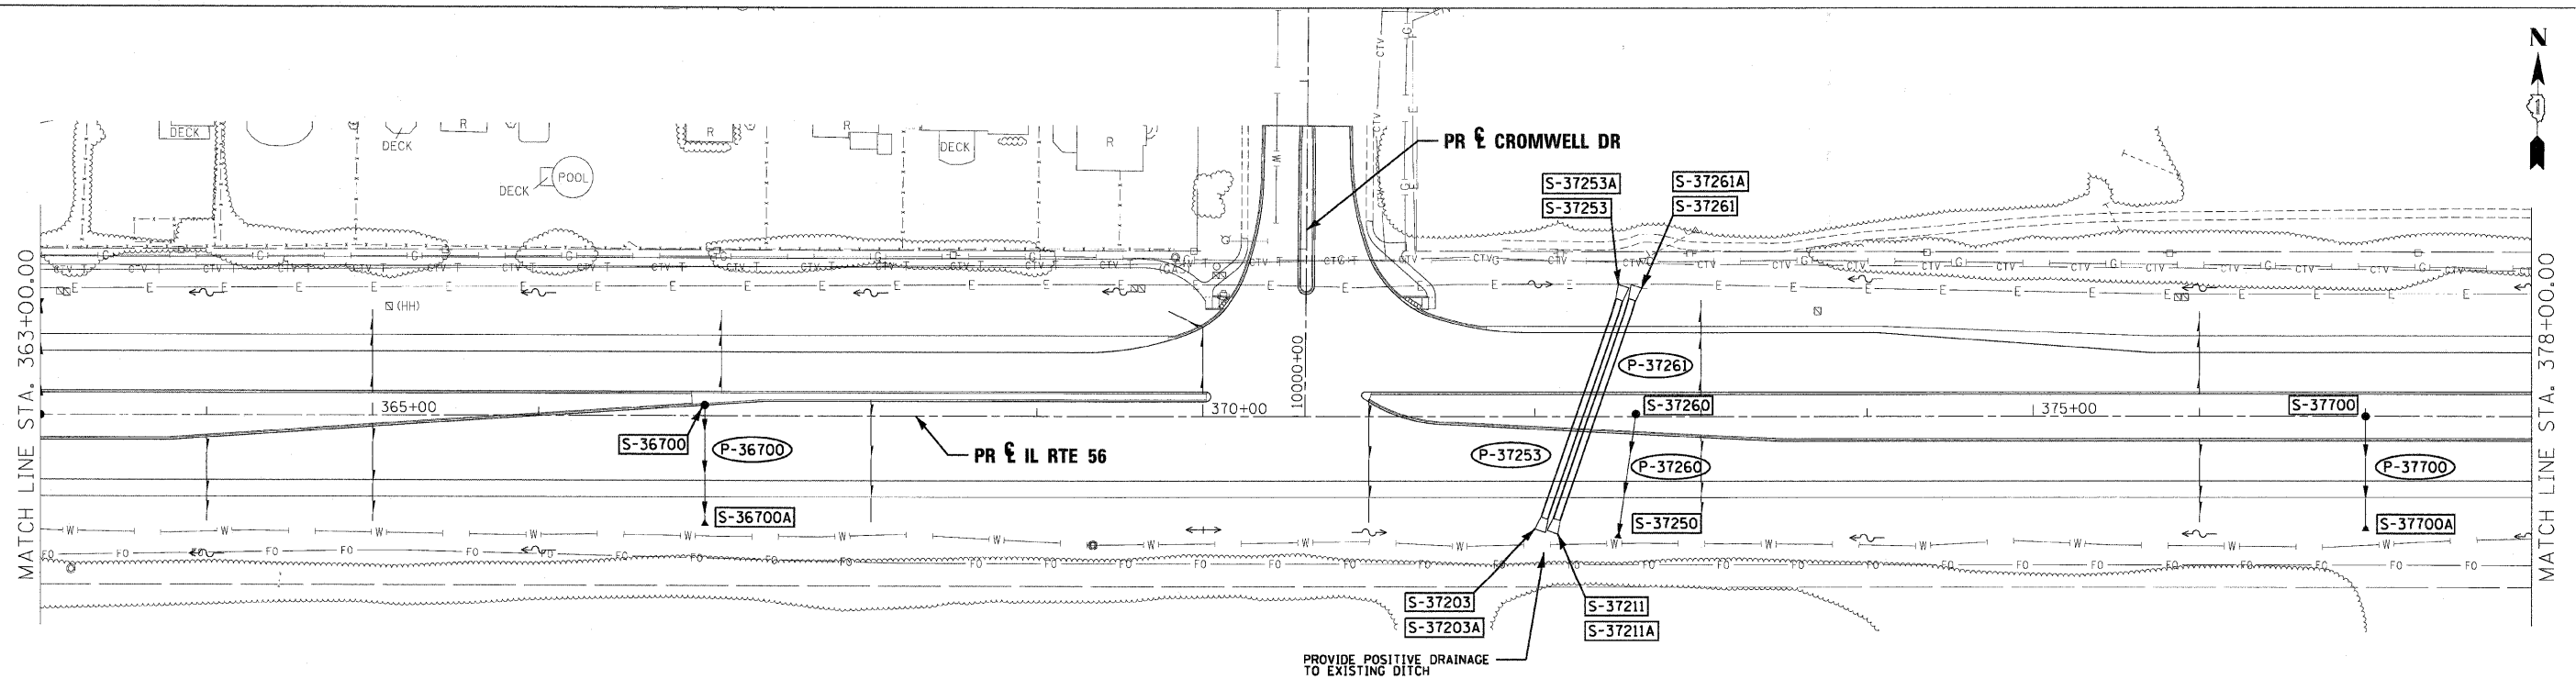 N
DECK
R
DECK
DECK
POOL
R
R
DECK
R
PR ℄ CROMWELL DR
S-37253A
S-37253
S-37261A
S-37261
(HH)
(GAS)
MATCH LINE STA. 363+00.00
MATCH LINE STA. 378+00.00
10000+00
P-37261
365+00
370+00
375+00
S-36700
P-36700
PR ℄ IL RTE 56
P-37253
S-37260
P-37260
S-37700
P-37700
S-36700A
S-37250
S-37700A
S-37203
S-37203A
S-37211
S-37211A
PROVIDE POSITIVE DRAINAGE
TO EXISTING DITCH